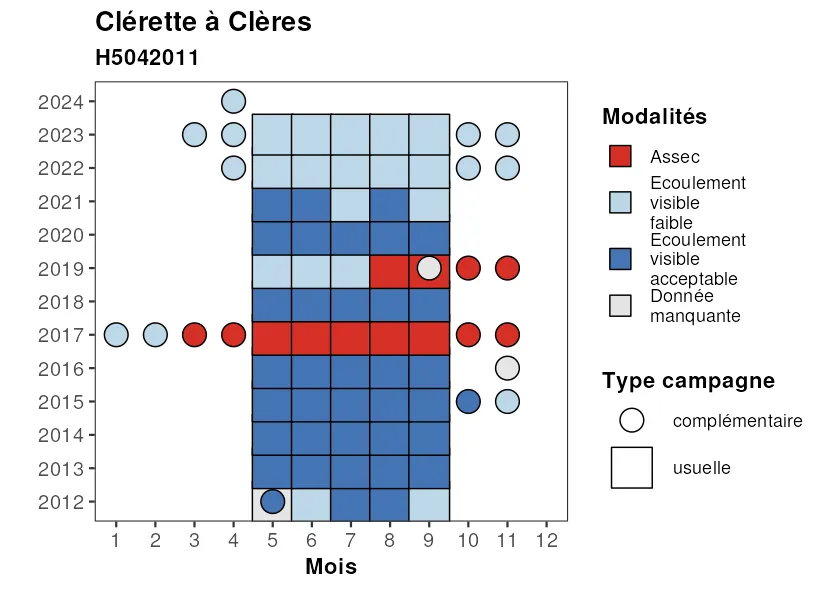 Clérette à Clères
H5042011
2024
2023
2022
2021
2020
2019
2018
2017
2016
2015
2014
2013
2012
1 2 3 4 5 6 7 8 9 10 11 12
Mois
Modalités
Assec
Ecoulement
visible
faible
Ecoulement
visible
acceptable
Donnée
manquante
Type campagne
complémentaire
usuelle